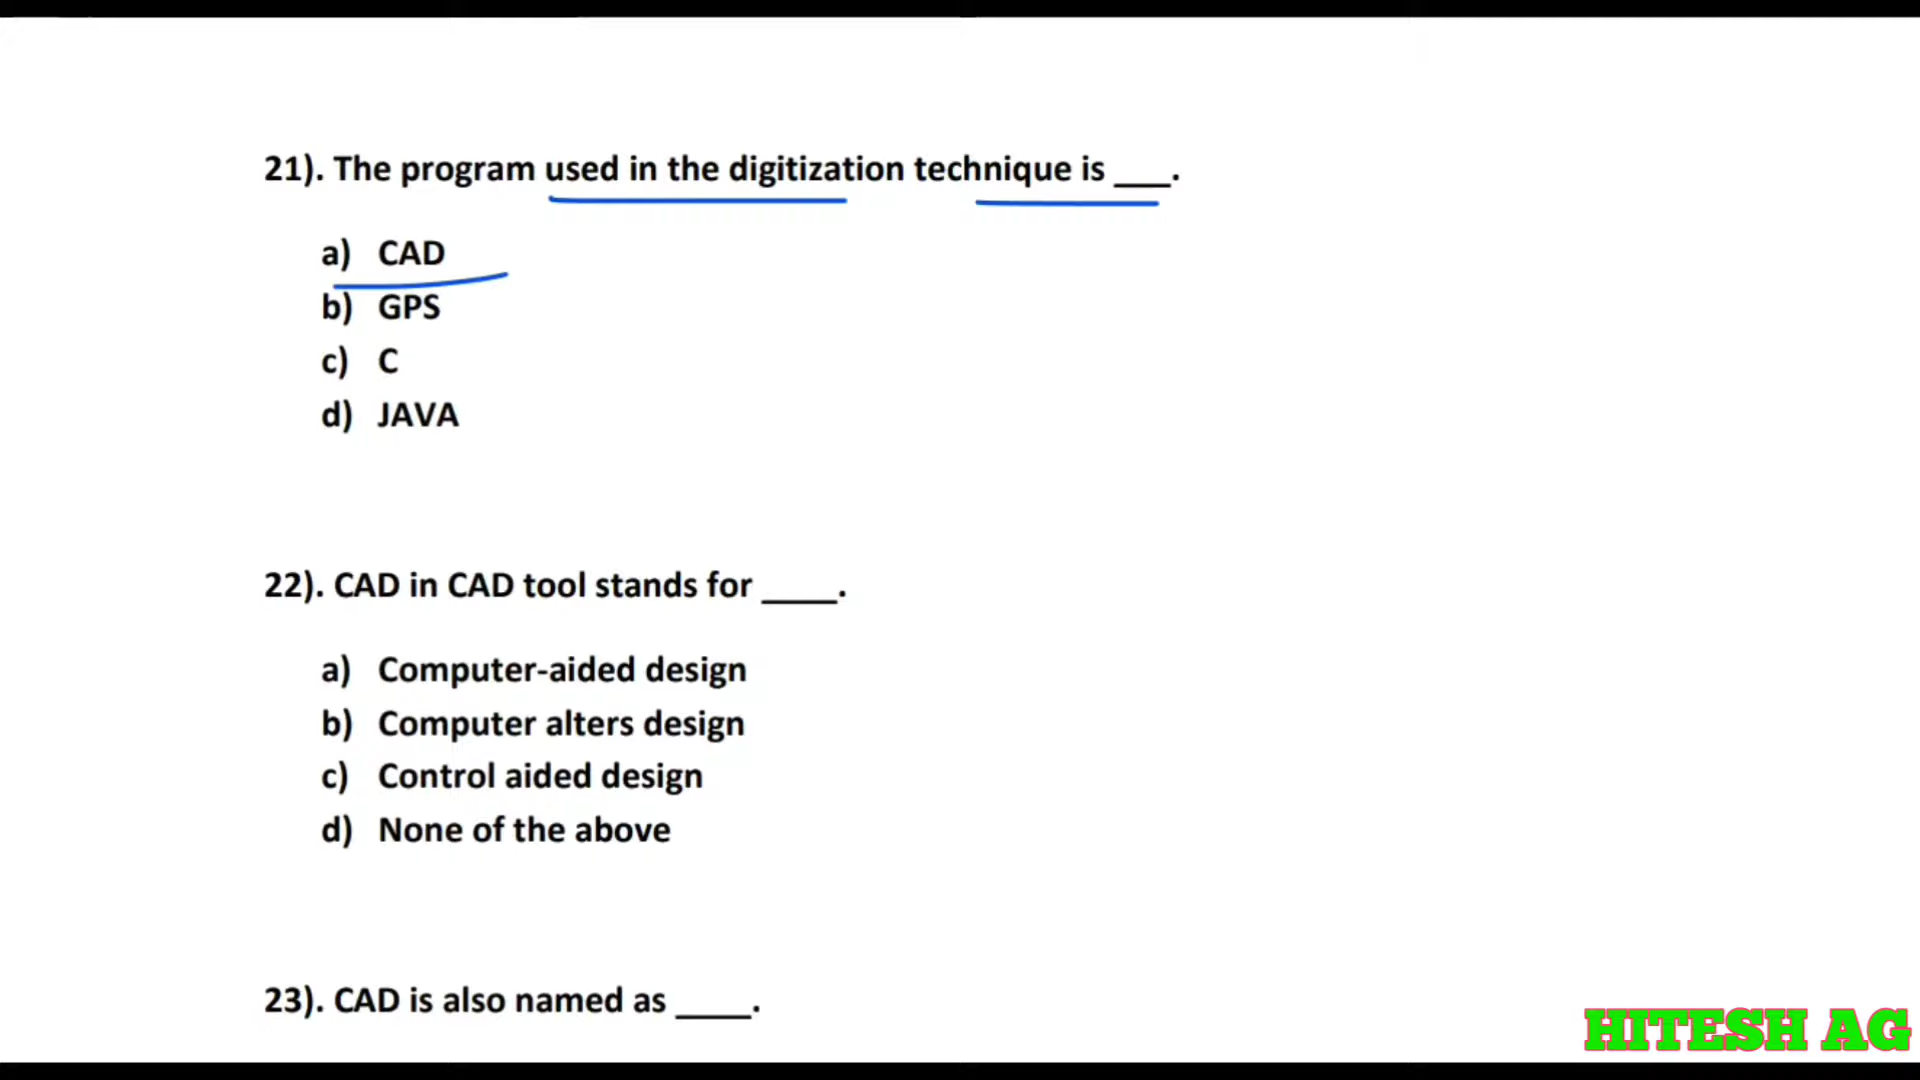 21). The program used in the digitization technique is ___.
a) CAD
b) GPS
c) C
d) JAVA
22). CAD in CAD tool stands for ____.
a) Computer-aided design
b) Computer alters design
c) Control aided design
d) None of the above
23). CAD is also named as ____.
HITESH AG